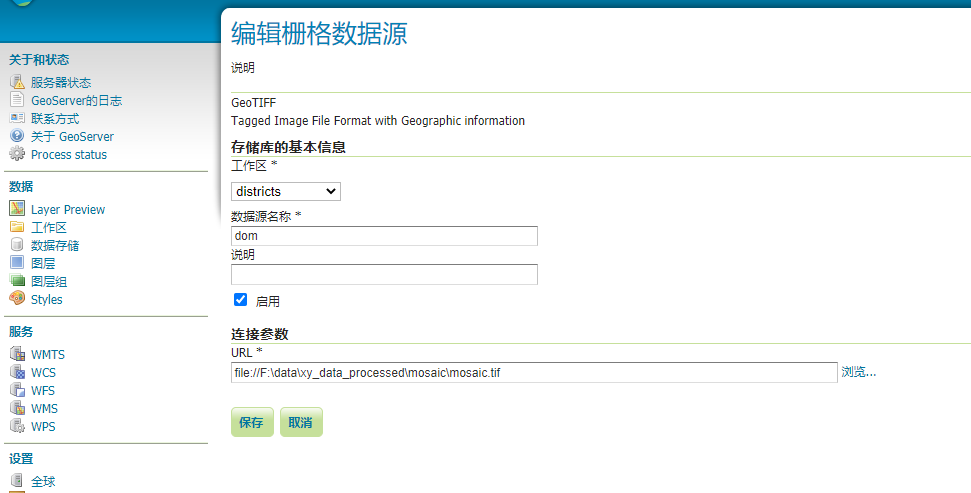 编辑栅格数据源
说明
GeoTIFF
Tagged Image File Format with Geographic information
存储库的基本信息
工作区 *
districts
数据源名称 *
dom
说明
启用
连接参数
URL *
file://F:\data\xy_data_processed\mosaic\mosaic.tif
浏览...
保存
取消
关于和状态
服务器状态
GeoServer的日志
联系方式
关于 GeoServer
Process status
数据
Layer Preview
工作区
数据存储
图层
图层组
Styles
服务
WMTS
WCS
WFS
WMS
WPS
设置
全球